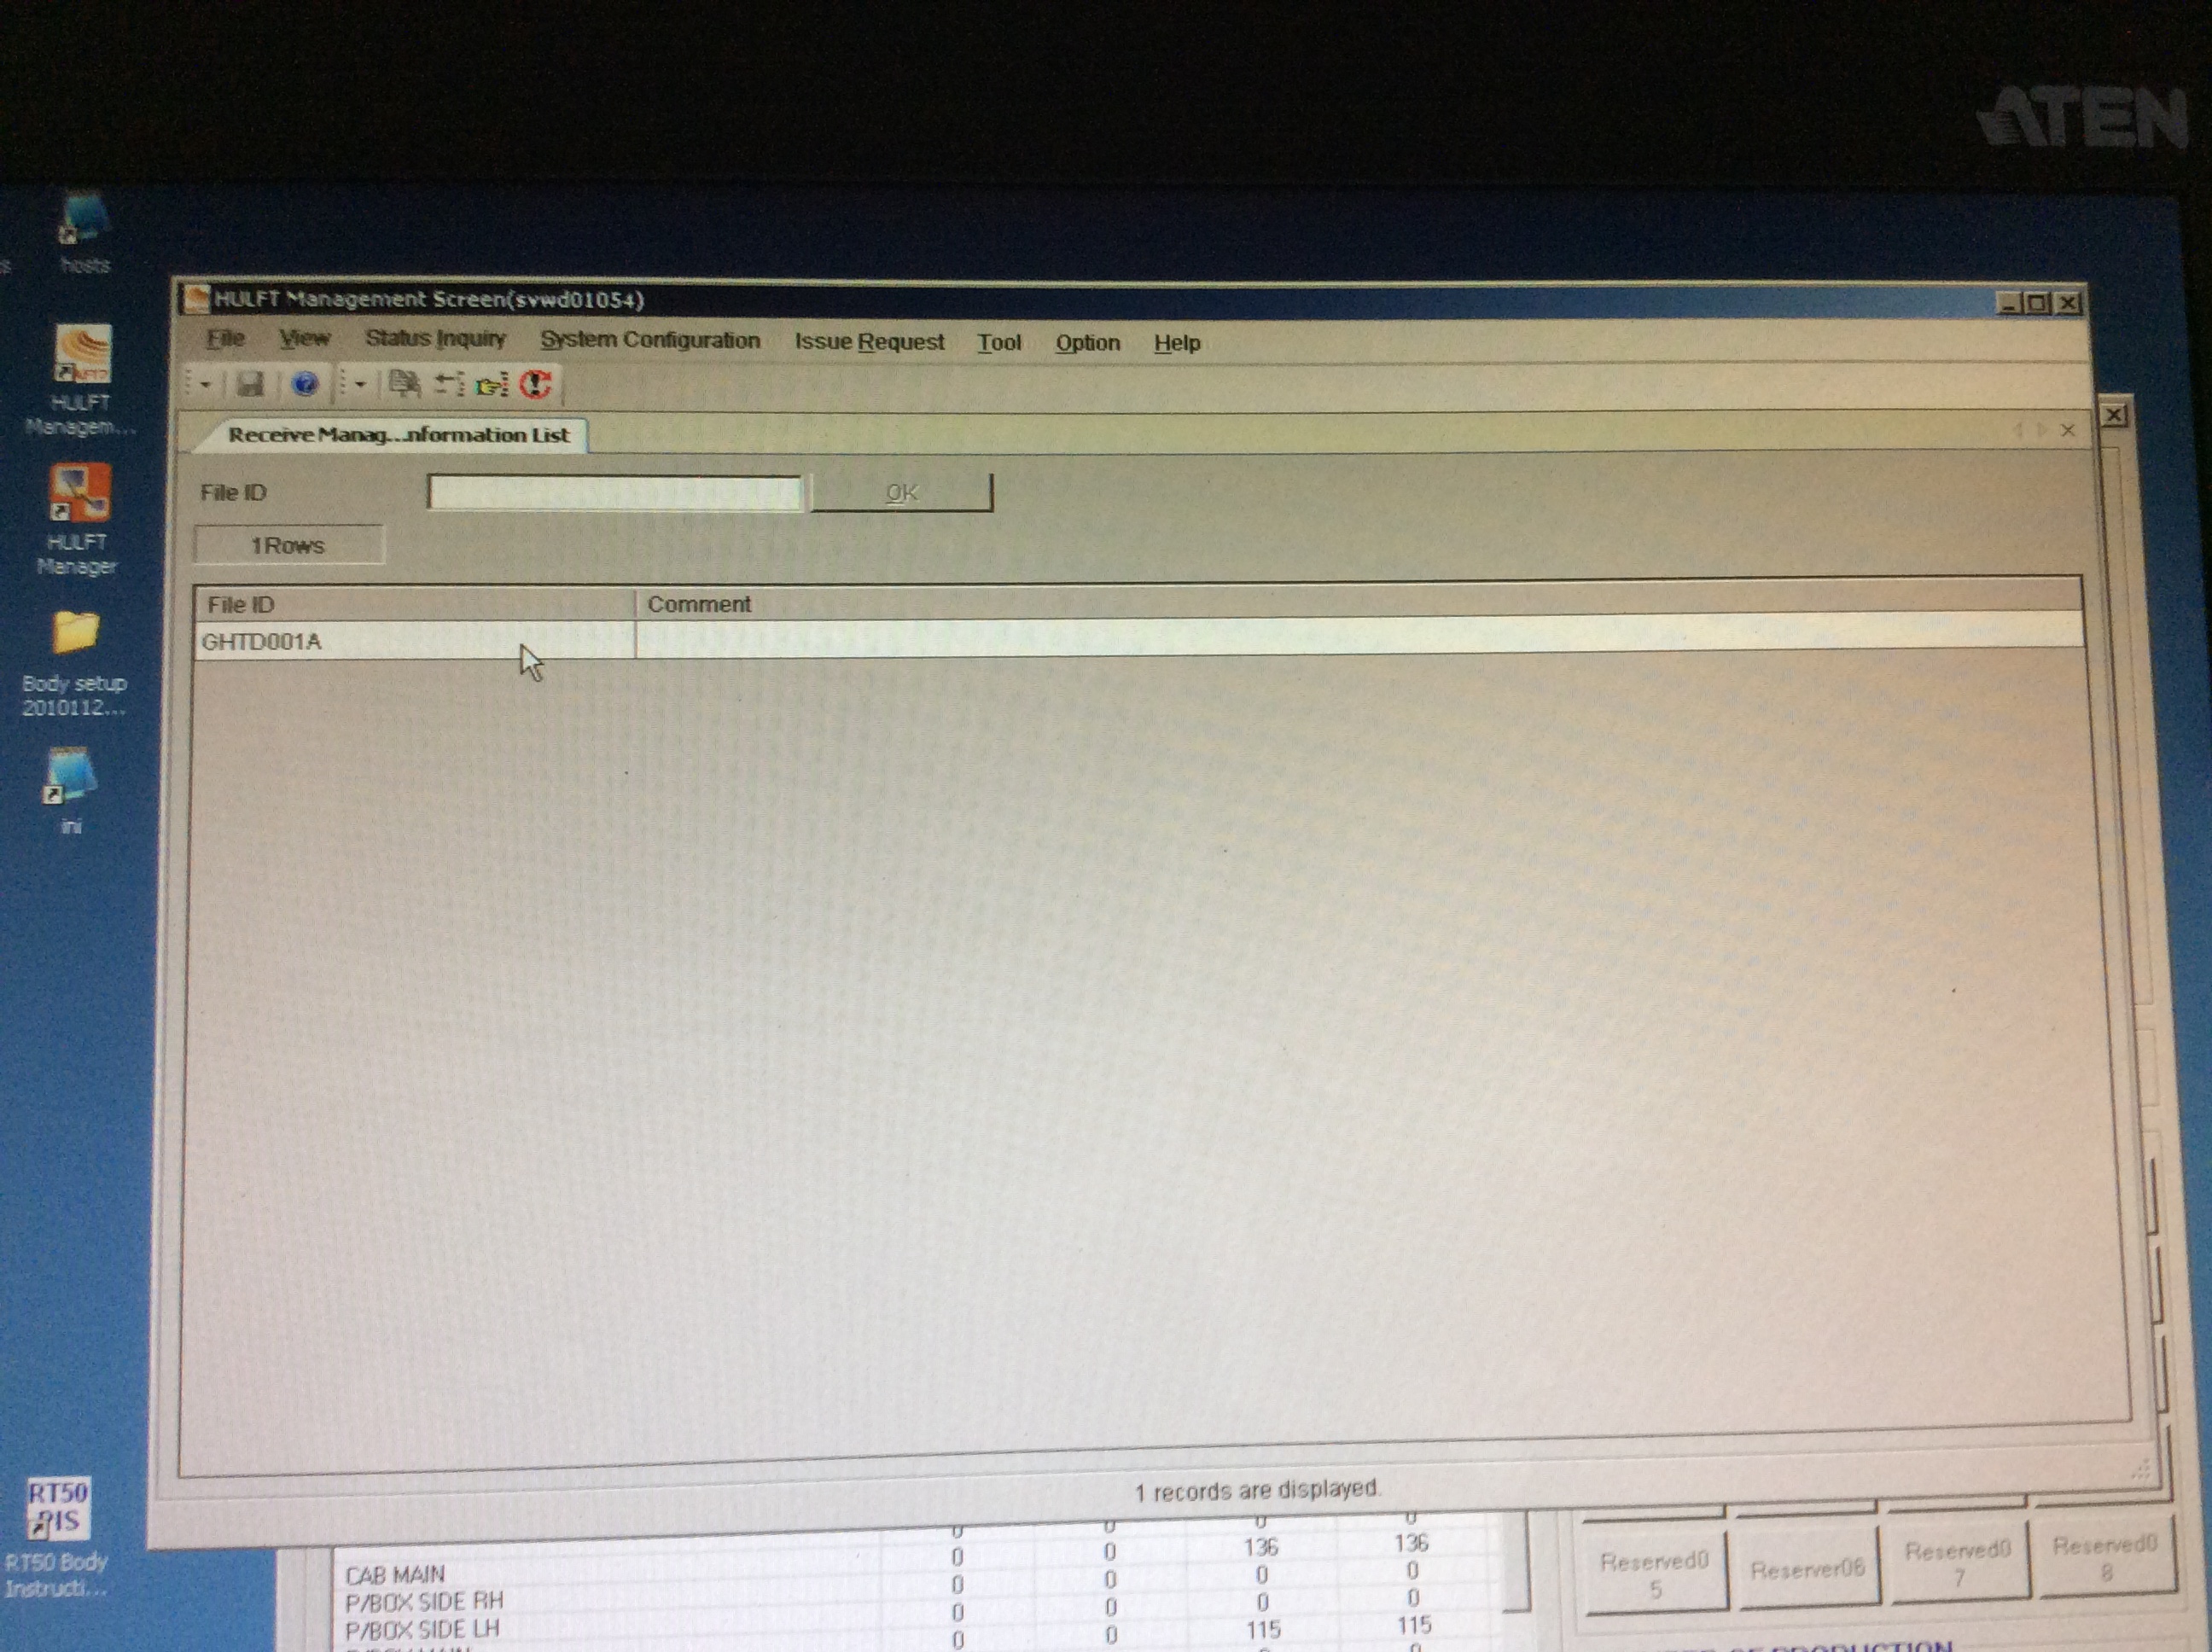 ATEN
hosts
HULFT Management Screen(svwd01054)
File View Status Inquiry System Configuration Issue Request Tool Option Help
HULFT
Managem...
Receive Manag...nformation List
File ID
OK
1Rows
HULFT
Manager
File ID Comment
GHTD001A
Body setup
2010112...
ini
1 records are displayed.
RT50
PIS
RT50 Body
Instructi...
0 0 136 136
CAB MAIN 0 0 0 0
P/BOX SIDE RH 0 0 0 0
P/BOX SIDE LH 0 0 115 115
Reserved0
5
Reserver06
Reserved0
7
Reserved0
8
OF PRODUCTION